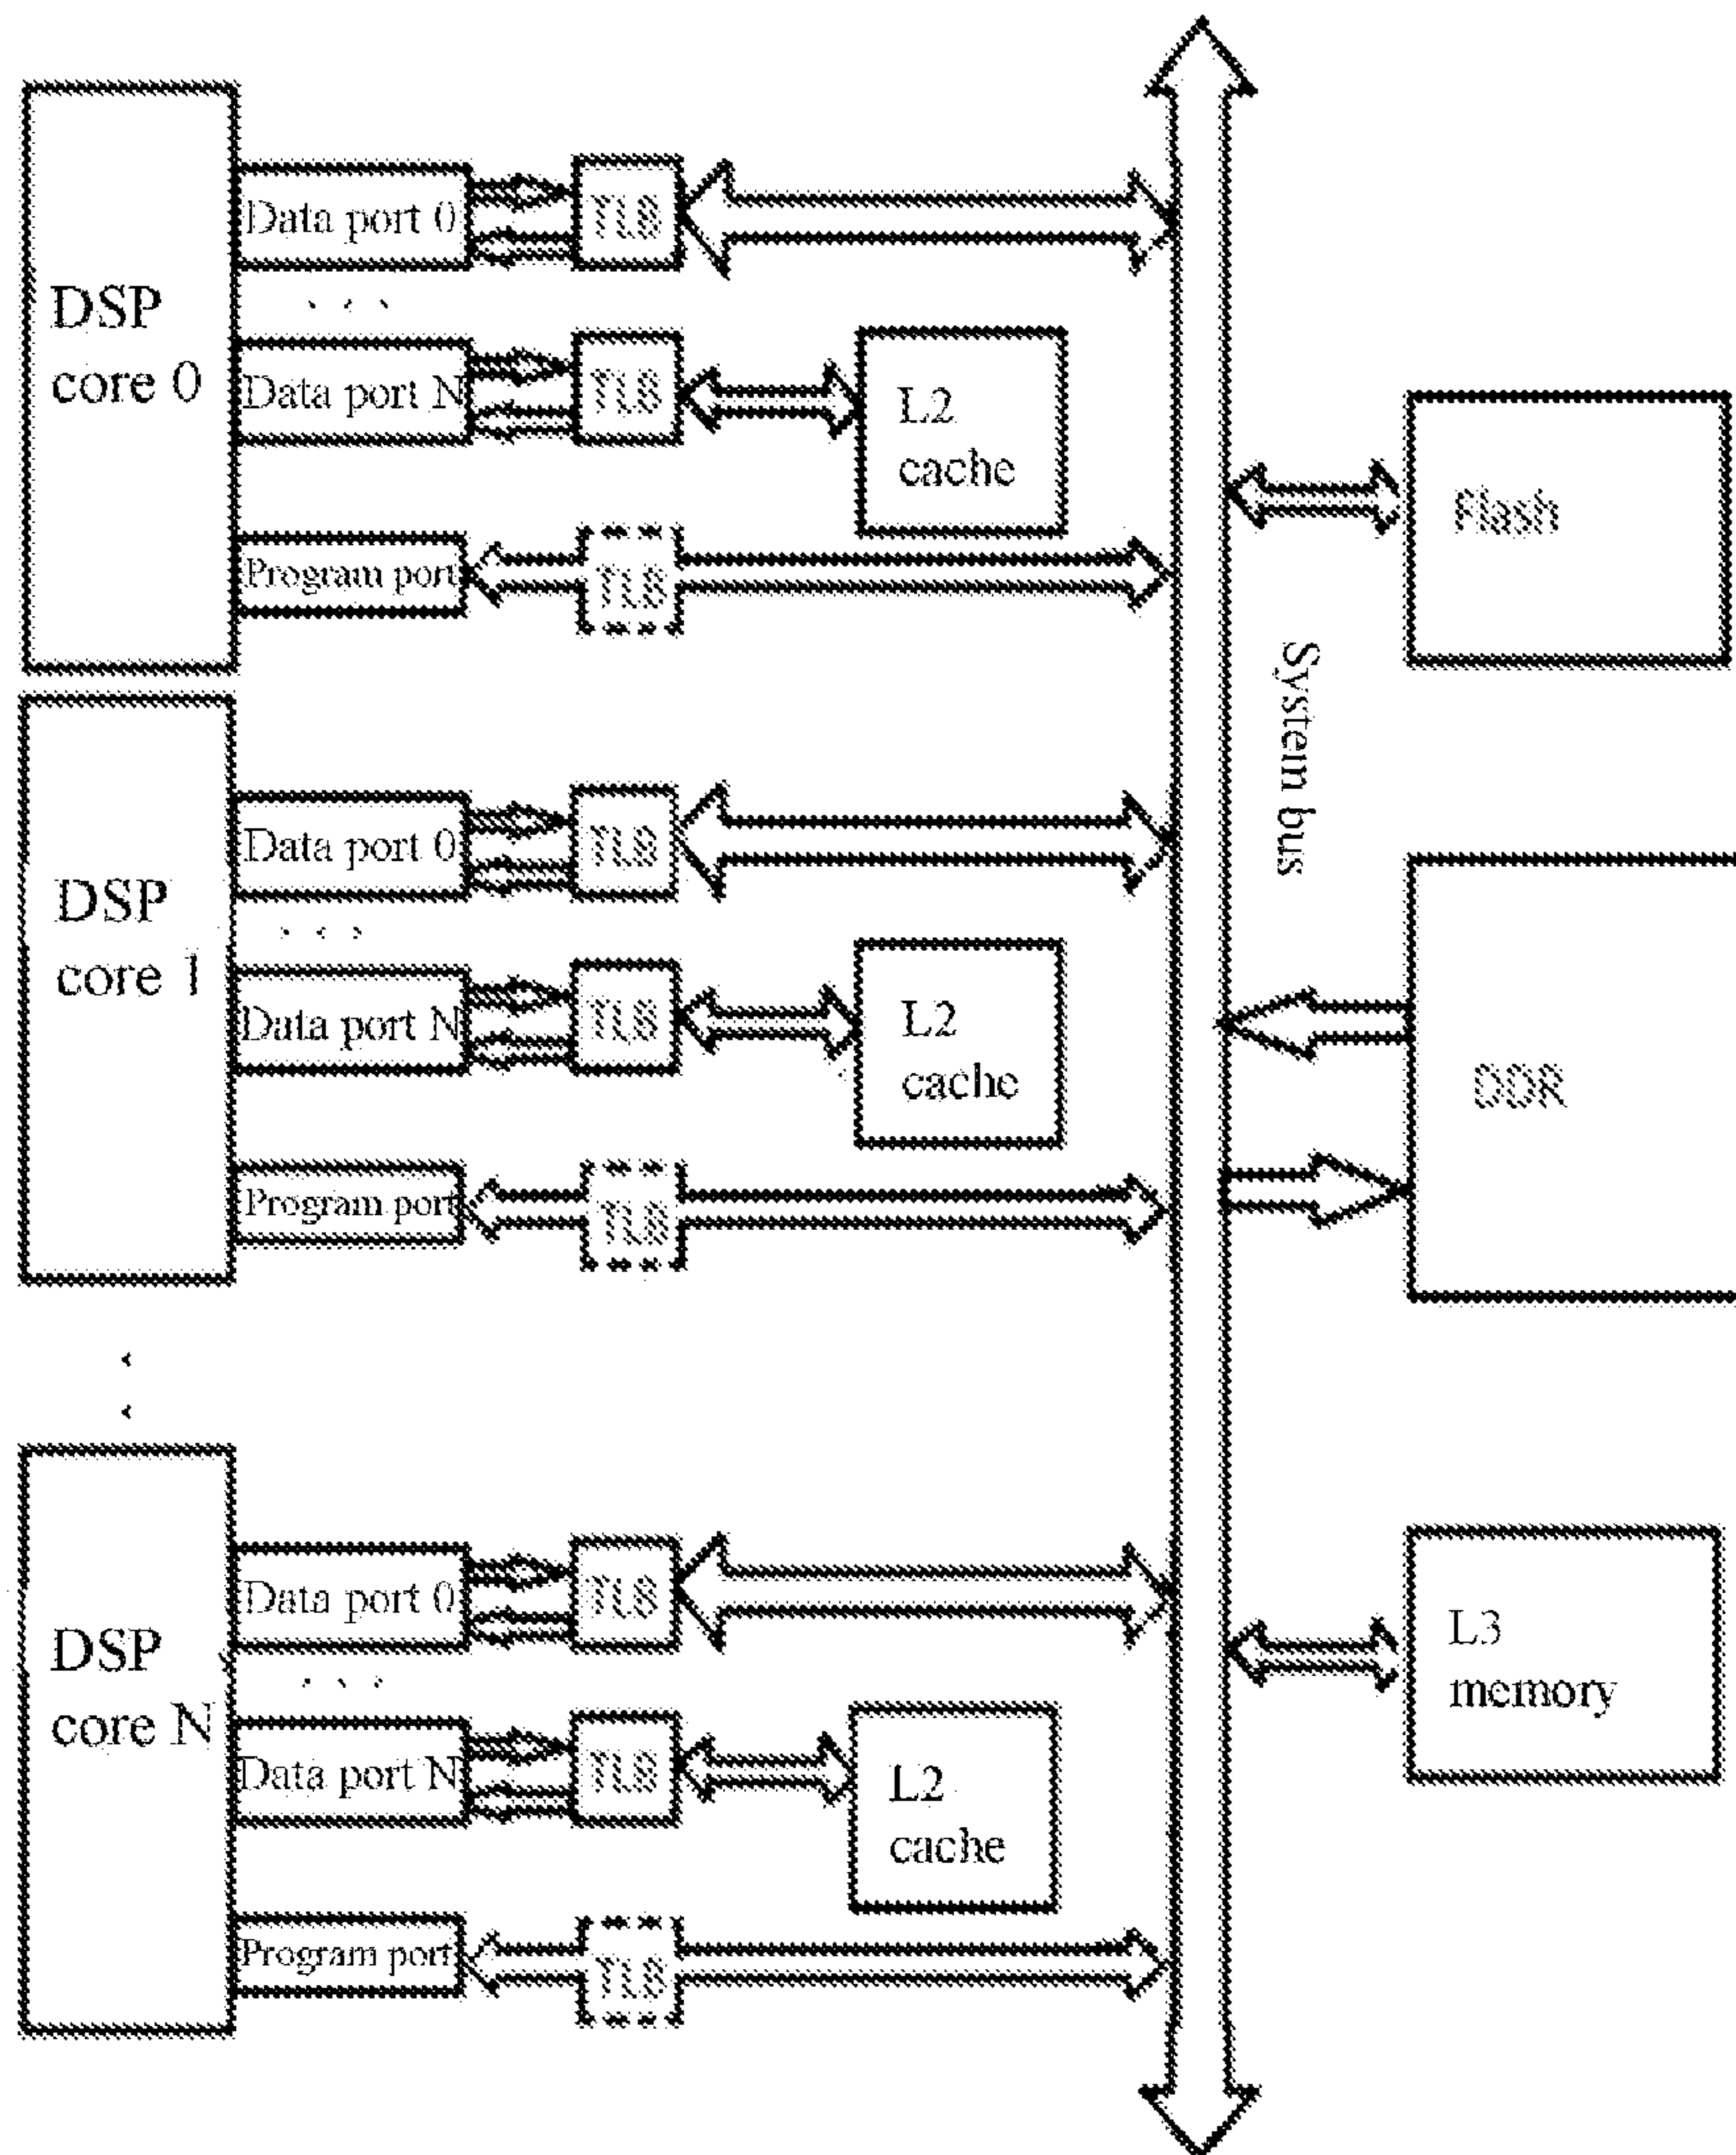 DSP
core 0
Data port 0
TLB
Data port N
TLB
L2
cache
Program port
TLB
Flash
System bus
DSP
core 1
Data port 0
TLB
Data port N
TLB
L2
cache
Program port
TLB
DDR
DSP
core N
Data port 0
TLB
Data port N
TLB
L2
cache
Program port
TLB
L3
memory